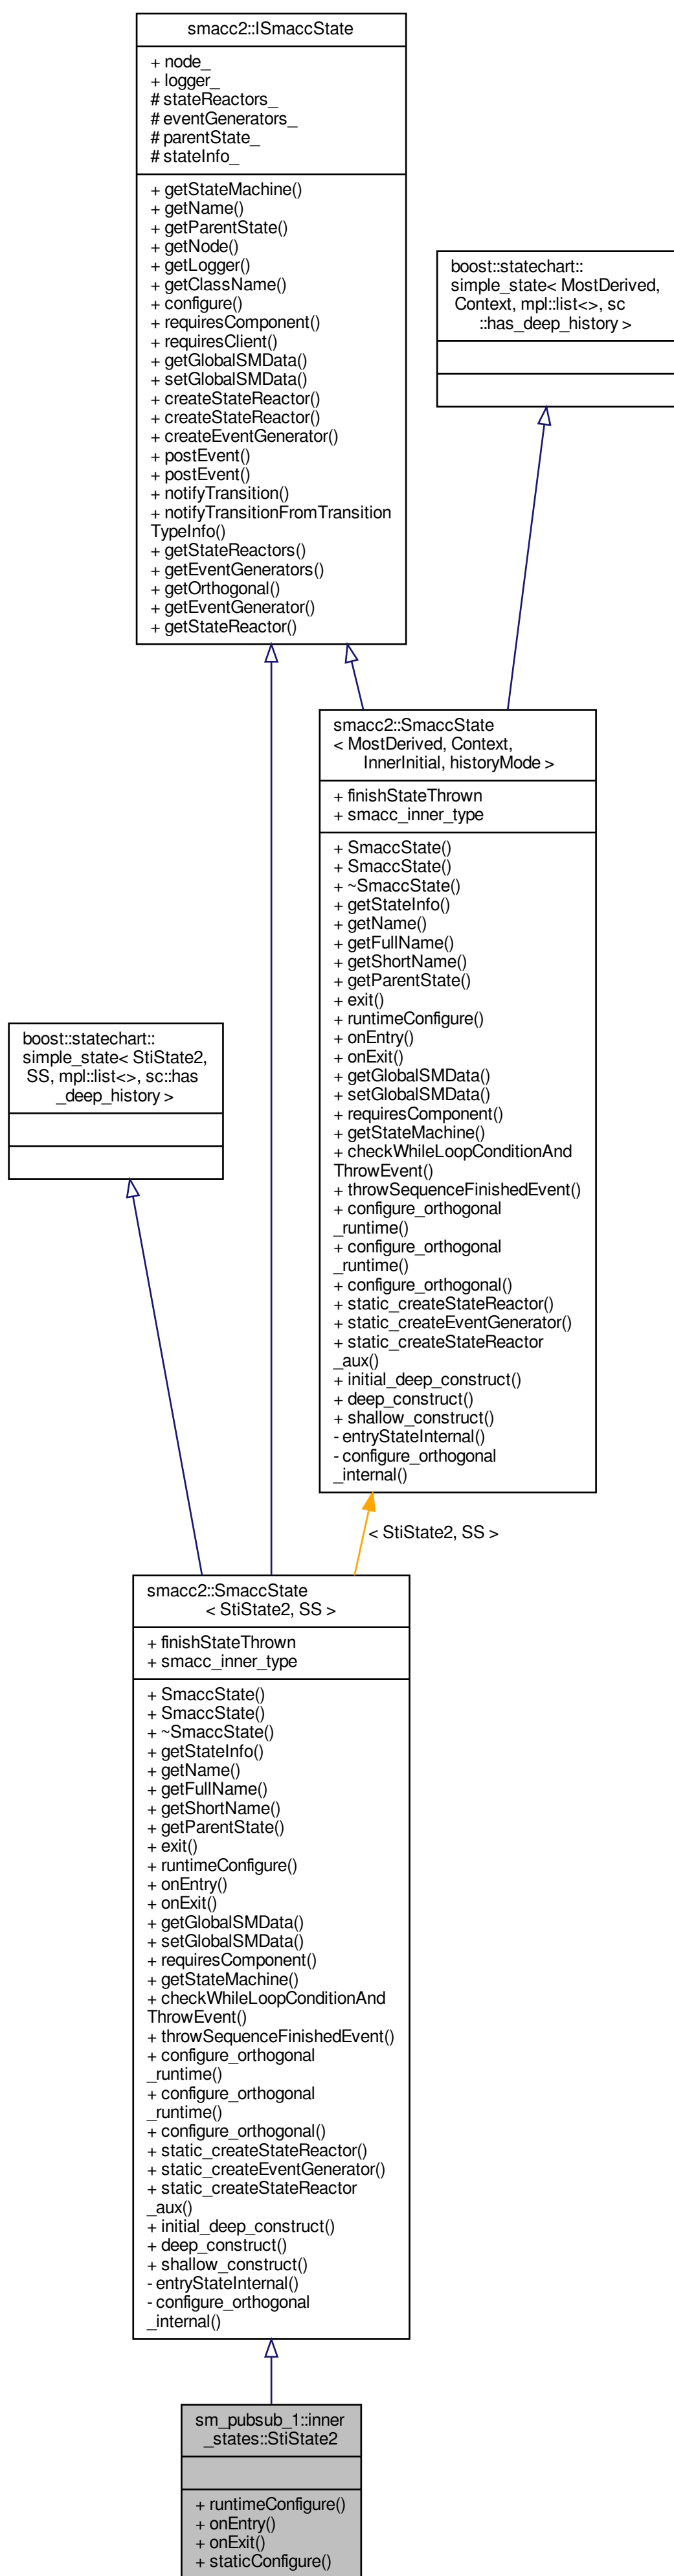 smacc2::ISmaccState
+ node_
+ logger_
# stateReactors_
# eventGenerators_
# parentState_
# stateInfo_
+ getStateMachine()
+ getName()
+ getParentState()
+ getNode()
+ getLogger()
+ getClassName()
+ configure()
+ requiresComponent()
+ requiresClient()
+ getGlobalSMData()
+ setGlobalSMData()
+ createStateReactor()
+ createStateReactor()
+ createEventGenerator()
+ postEvent()
+ postEvent()
+ notifyTransition()
+ notifyTransitionFromTransition
TypeInfo()
+ getStateReactors()
+ getEventGenerators()
+ getOrthogonal()
+ getEventGenerator()
+ getStateReactor()
boost::statechart::
simple_state< MostDerived,
Context, mpl::list<>, sc
::has_deep_history >
smacc2::SmaccState
< MostDerived, Context,
InnerInitial, historyMode >
+ finishStateThrown
+ smacc_inner_type
+ SmaccState()
+ SmaccState()
+ ~SmaccState()
+ getStateInfo()
+ getName()
+ getFullName()
+ getShortName()
+ getParentState()
+ exit()
+ runtimeConfigure()
+ onEntry()
+ onExit()
+ getGlobalSMData()
+ setGlobalSMData()
+ requiresComponent()
+ getStateMachine()
+ checkWhileLoopConditionAnd
ThrowEvent()
+ throwSequenceFinishedEvent()
+ configure_orthogonal
_runtime()
+ configure_orthogonal
_runtime()
+ configure_orthogonal()
+ static_createStateReactor()
+ static_createEventGenerator()
+ static_createStateReactor
_aux()
+ initial_deep_construct()
+ deep_construct()
+ shallow_construct()
- entryStateInternal()
- configure_orthogonal
_internal()
boost::statechart::
simple_state< StiState2,
SS, mpl::list<>, sc::has
_deep_history >
< StiState2, SS >
smacc2::SmaccState
< StiState2, SS >
+ finishStateThrown
+ smacc_inner_type
+ SmaccState()
+ SmaccState()
+ ~SmaccState()
+ getStateInfo()
+ getName()
+ getFullName()
+ getShortName()
+ getParentState()
+ exit()
+ runtimeConfigure()
+ onEntry()
+ onExit()
+ getGlobalSMData()
+ setGlobalSMData()
+ requiresComponent()
+ getStateMachine()
+ checkWhileLoopConditionAnd
ThrowEvent()
+ throwSequenceFinishedEvent()
+ configure_orthogonal
_runtime()
+ configure_orthogonal
_runtime()
+ configure_orthogonal()
+ static_createStateReactor()
+ static_createEventGenerator()
+ static_createStateReactor
_aux()
+ initial_deep_construct()
+ deep_construct()
+ shallow_construct()
- entryStateInternal()
- configure_orthogonal
_internal()
sm_pubsub_1::inner
_states::StiState2
+ runtimeConfigure()
+ onEntry()
+ onExit()
+ staticConfigure()